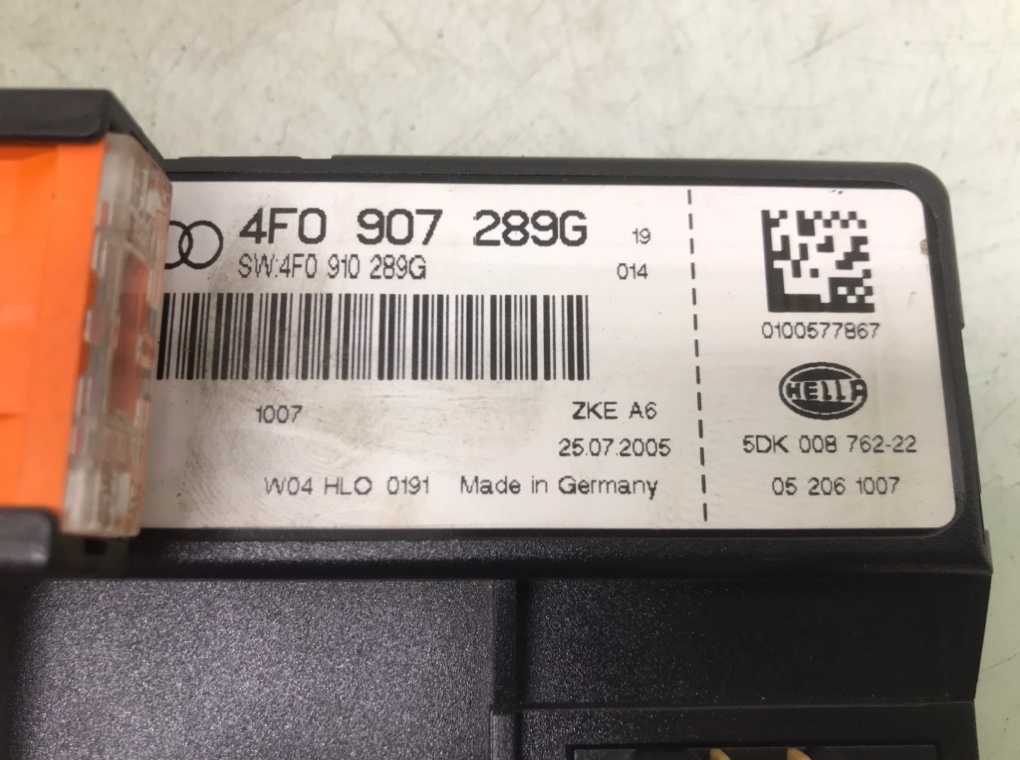 4F0 907 289G 19
SW:4F0 910 289G 014
1007 ZKE A6
25.07.2005
W04 HLO 0191 Made in Germany
0100577867
HELLA
5DK 008 762-22
05 206 1007